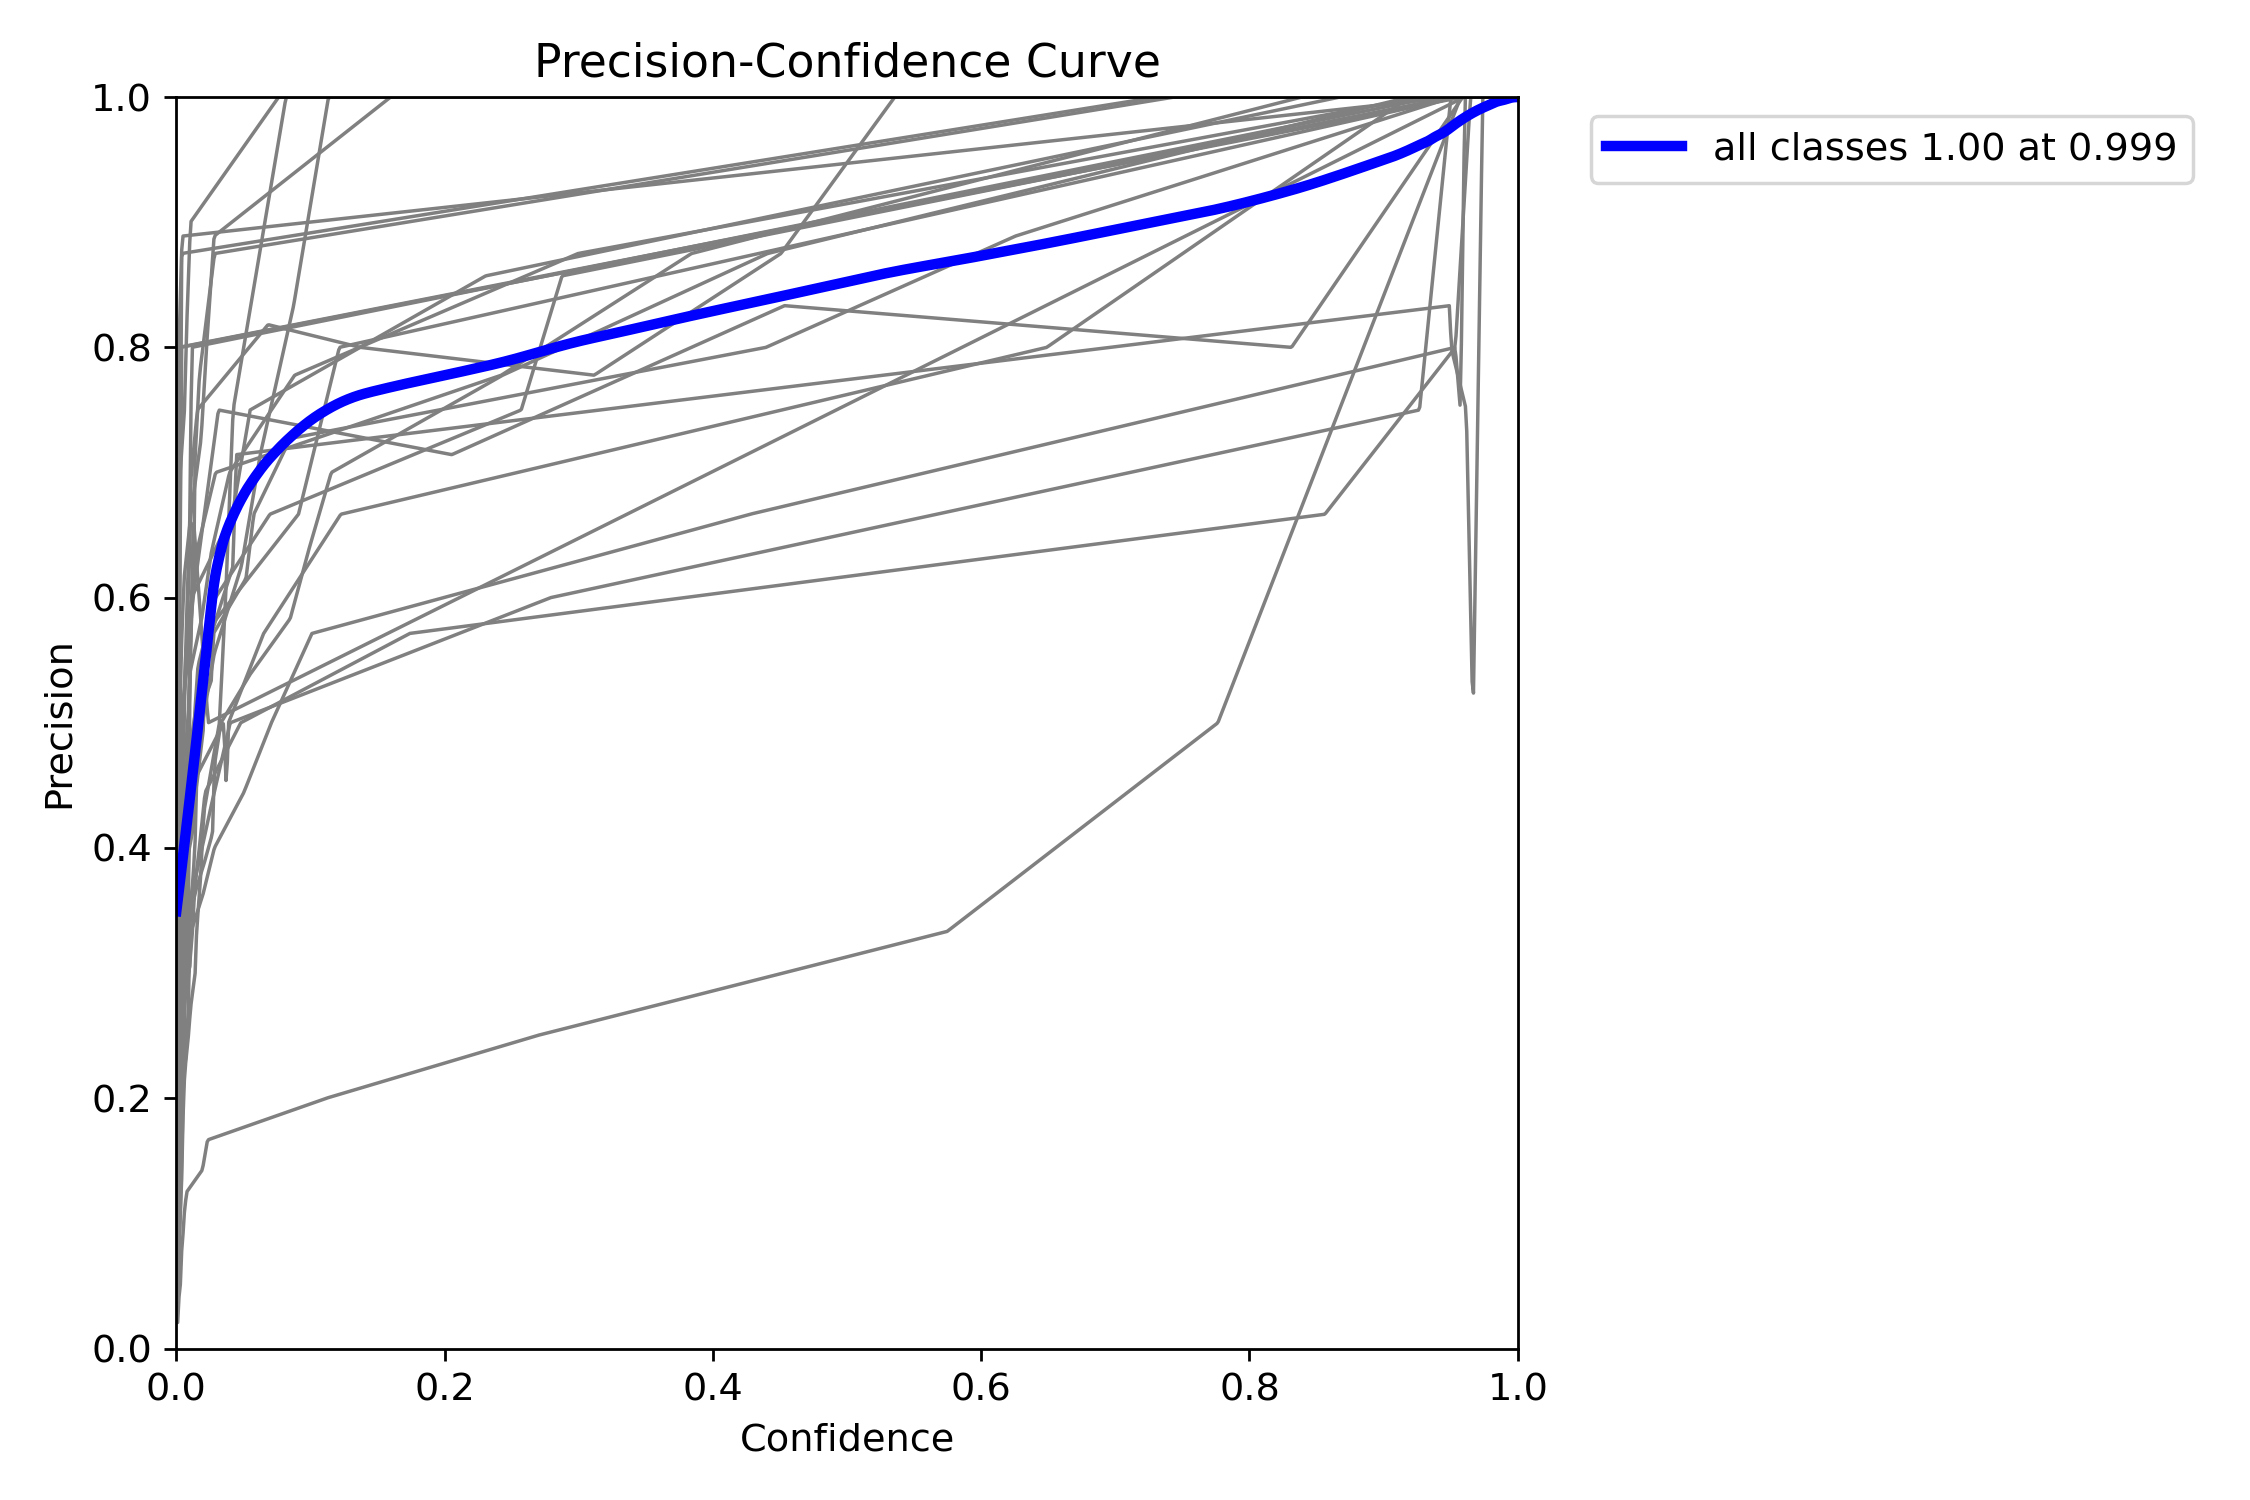 Precision-Confidence Curve
all classes 1.00 at 0.999
Precision
1.0
0.8
0.6
0.4
0.2
0.0
0.0 0.2 0.4 0.6 0.8 1.0
Confidence